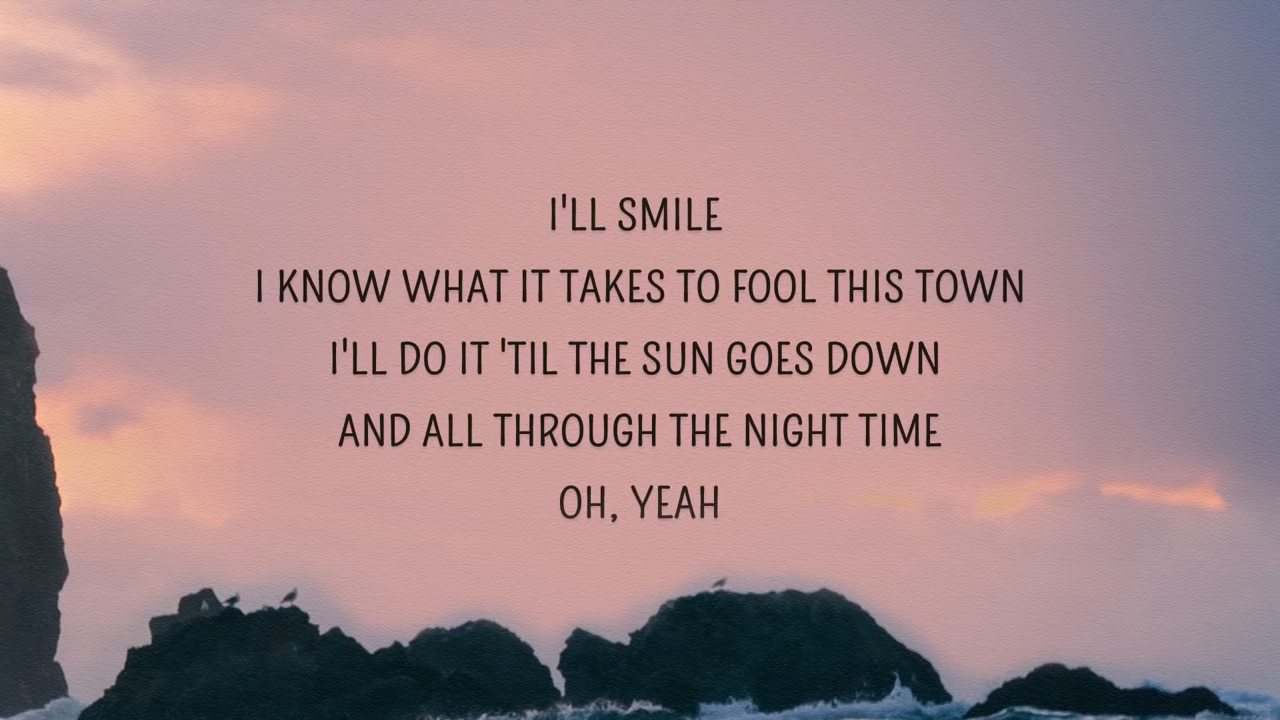 I'LL SMILE
I KNOW WHAT IT TAKES TO FOOL THIS TOWN
I'LL DO IT 'TIL THE SUN GOES DOWN
AND ALL THROUGH THE NIGHT TIME
OH, YEAH